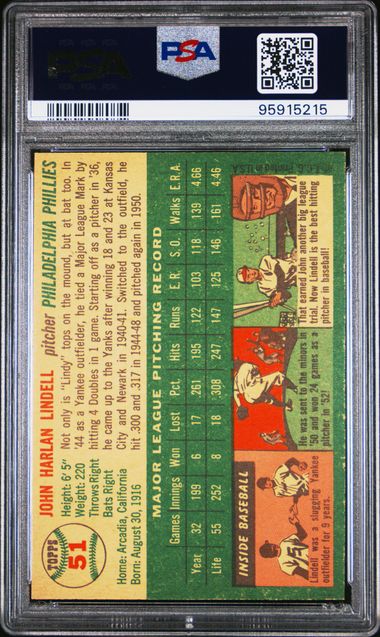 PSA
PSA
95915215
TOPPS
51
JOHN HARLAN LINDELL pitcher PHILADELPHIA PHILLIES
Height: 6' 5"
Weight: 220
Throws Right
Bats Right
Home: Arcadia, California
Born: August 30, 1916
Not only is "Lindy" tops on the mound, but at bat too. In
'44 as a Yankee outfielder, he tied a Major League Mark by
hitting 4 Doubles in 1 game. Starting off as a pitcher in '36,
he came up to the Yanks after winning 18 and 23 at Kansas
City and Newark in 1940-41. Switched to the outfield, he
hit .300 and .317 in 1944-48 and pitched again in 1950.
MAJOR LEAGUE PITCHING RECORD
Games Innings Won Lost Pct. Hits Runs E.R. S.O. Walks E.R.A.
Year 32 199 6 17 .261 195 122 103 118 139 4.66
Life 55 252 8 18 .308 247 147 125 146 161 4.46
INSIDE BASEBALL
Lindell was a slugging Yankee
outfielder for 9 years.
He was sent to the minors in
'50 and won 24 games as a
pitcher in '52!
That earned John another big league
trial. Now Lindell is the best hitting
pitcher in baseball!
Printed in U.S.A.